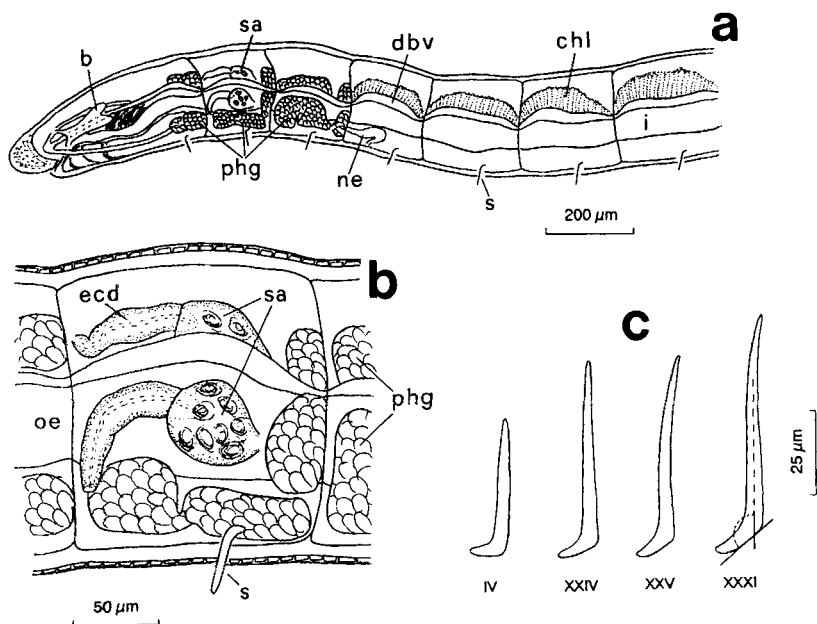 a
sa
b
dbv
chl
i
phg
ne
s
200 µm
b
ecd
sa
oe
phg
s
50 µm
c
25 µm
IV XXIV XXV XXXI